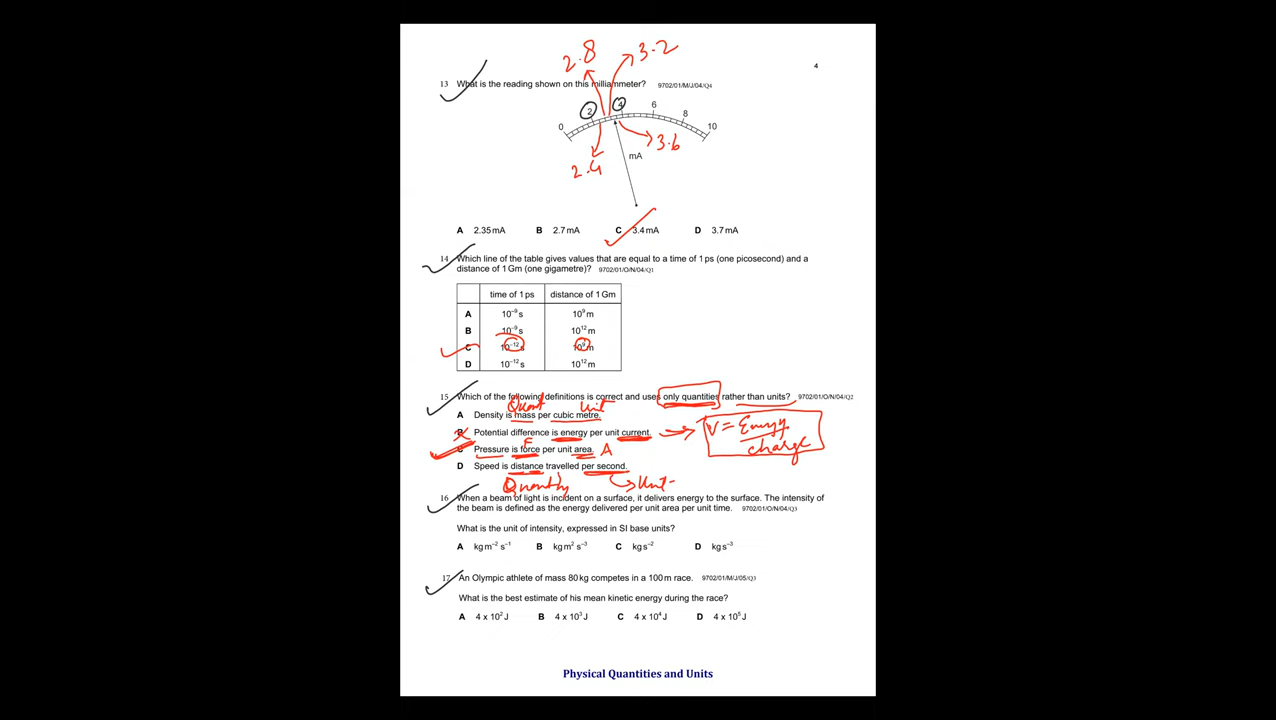 4
2.8
3.2
13 What is the reading shown on this milliammeter? 9702/01/M/J/04/Q4
0 2 4 6 8 10
3.6
mA
2.4
A 2.35 mA B 2.7 mA C 3.4 mA D 3.7 mA
14 Which line of the table gives values that are equal to a time of 1 ps (one picosecond) and a
distance of 1 Gm (one gigametre)? 9702/01/O/N/04/Q1
time of 1 ps distance of 1 Gm
A 10⁻⁹ s 10⁹ m
B 10⁻⁹ s 10¹² m
C 10⁻¹² s 10⁹ m
D 10⁻¹² s 10¹² m
15 Which of the following definitions is correct and uses only quantities rather than units? 9702/01/O/N/04/Q2
Quant Unit
A Density is mass per cubic metre.
B Potential difference is energy per unit current. V = Energy/charge
F A
C Pressure is force per unit area.
D Speed is distance travelled per second.
Quantity Unit
16 When a beam of light is incident on a surface, it delivers energy to the surface. The intensity of
the beam is defined as the energy delivered per unit area per unit time. 9702/01/O/N/04/Q3
What is the unit of intensity, expressed in SI base units?
A kg m⁻² s⁻¹ B kg m² s⁻³ C kg s⁻² D kg s⁻³
17 An Olympic athlete of mass 80 kg competes in a 100 m race. 9702/01/M/J/05/Q3
What is the best estimate of his mean kinetic energy during the race?
A 4 x 10² J B 4 x 10³ J C 4 x 10⁴ J D 4 x 10⁵ J
Physical Quantities and Units